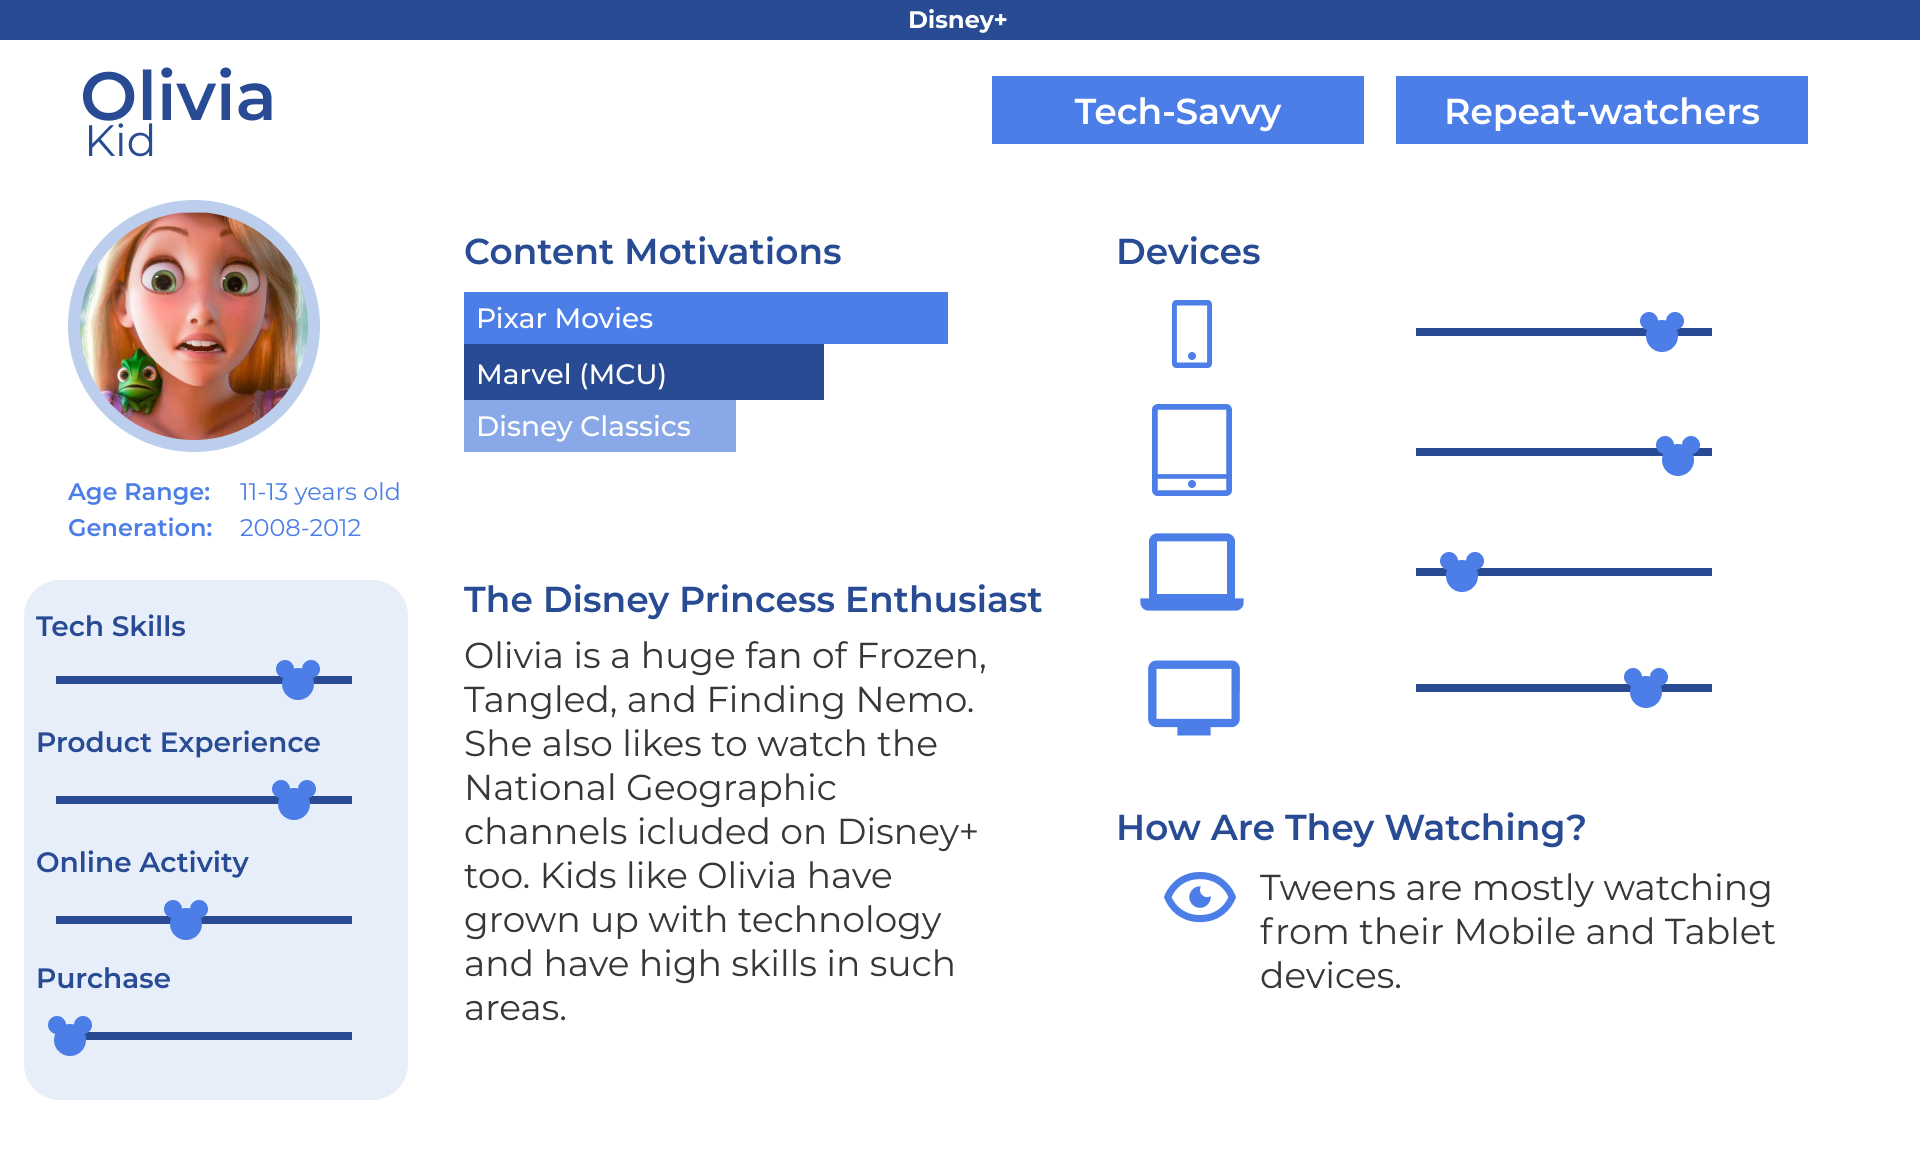 Disney+
Olivia
Kid
Tech-Savvy
Repeat-watchers
Age Range: 11-13 years old
Generation: 2008-2012
Tech Skills
Product Experience
Online Activity
Purchase
Content Motivations
Pixar Movies
Marvel (MCU)
Disney Classics
The Disney Princess Enthusiast
Olivia is a huge fan of Frozen,
Tangled, and Finding Nemo.
She also likes to watch the
National Geographic
channels icluded on Disney+
too. Kids like Olivia have
grown up with technology
and have high skills in such
areas.
Devices
How Are They Watching?
Tweens are mostly watching
from their Mobile and Tablet
devices.